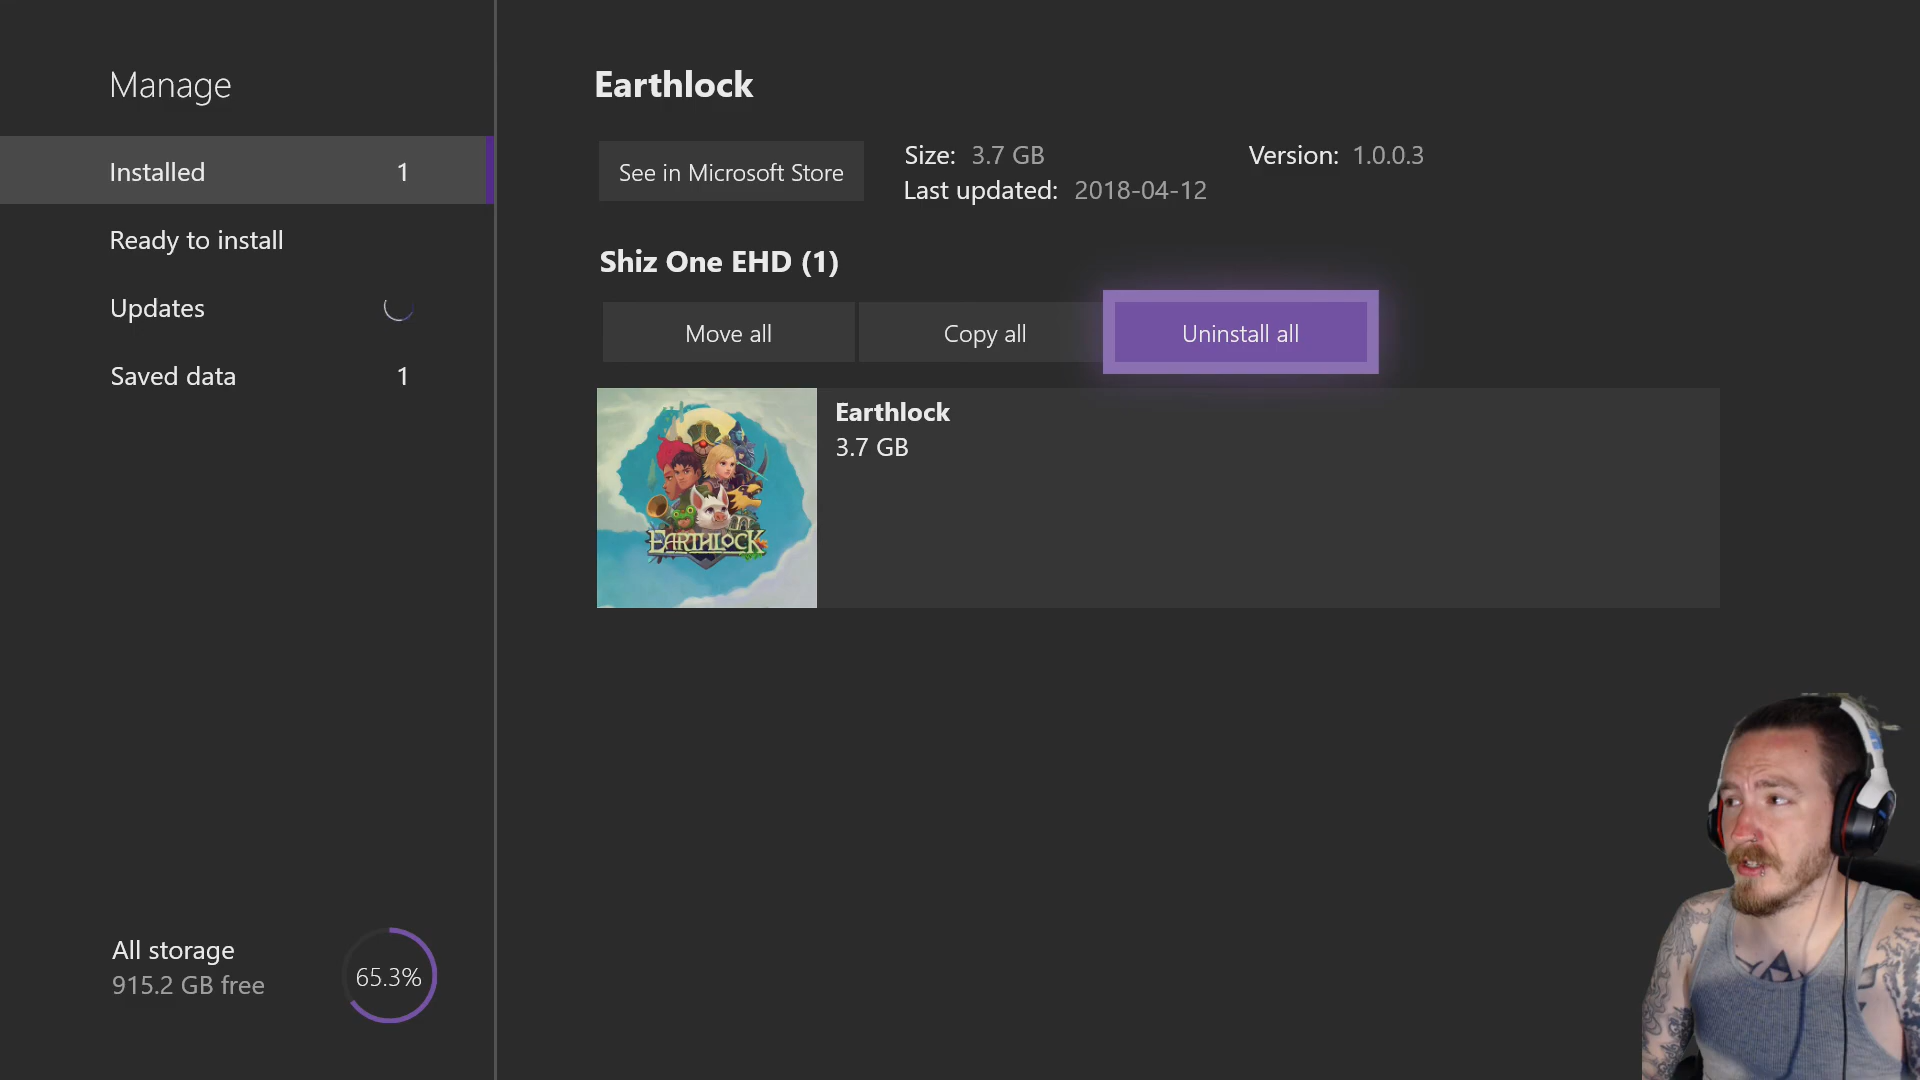 Manage
Installed 1
Ready to install
Updates
Saved data 1
All storage
915.2 GB free
65.3%
Earthlock
See in Microsoft Store
Size: 3.7 GB
Version: 1.0.0.3
Last updated: 2018-04-12
Shiz One EHD (1)
Move all
Copy all
Uninstall all
EARTHLOCK
Earthlock
3.7 GB